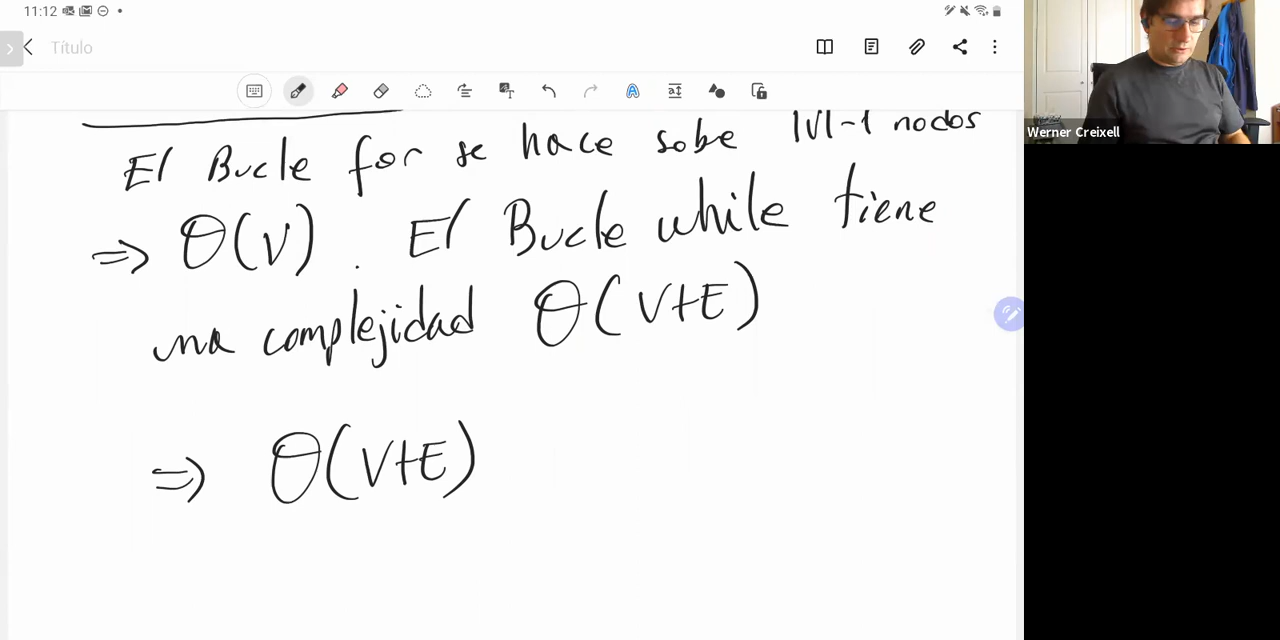 11:12
Título
El Bucle for se hace sobe |V|-1 nodos
=> O(V). El Bucle while tiene
una complejidad O(V+E)
=> O(V+E)
Werner Creixell